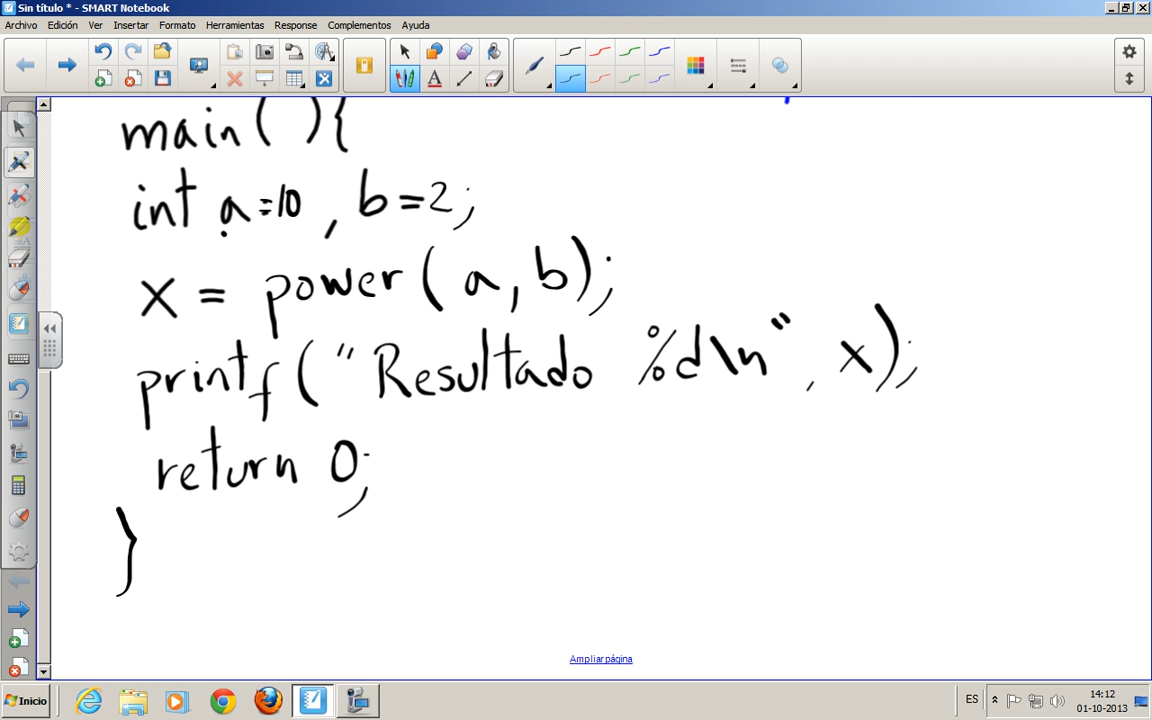 Sin título * - SMART Notebook
Archivo Edición Ver Insertar Formato Herramientas Response Complementos Ayuda
main( ){
int a=10 , b=2;
x = power( a, b);
printf( "Resultado %d\n" , x);
return 0;
}
Ampliar página
Inicio
ES
14:12
01-10-2013